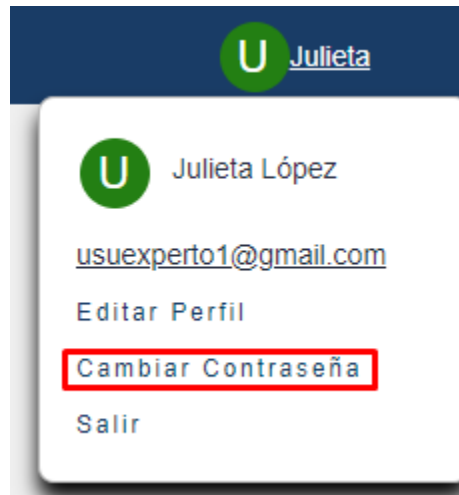 U Julieta
U Julieta López
usuexperto1@gmail.com
Editar Perfil
Cambiar Contraseña
Salir